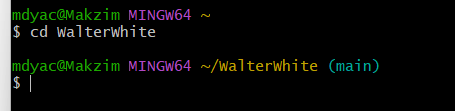 mdyac@Makzim MINGW64 ~
$ cd WalterWhite
mdyac@Makzim MINGW64 ~/WalterWhite (main)
$